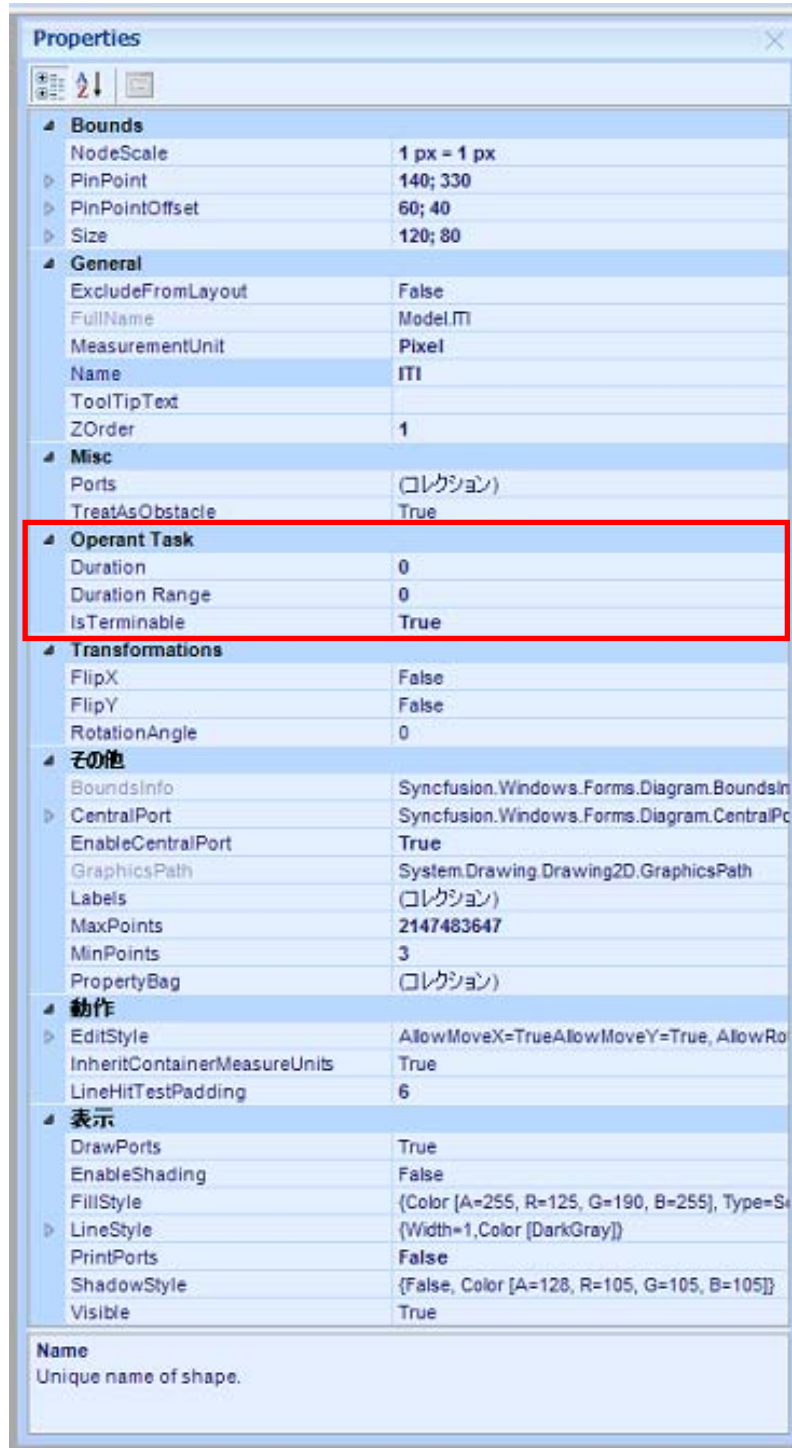 Properties
Bounds
NodeScale 1 px = 1 px
PinPoint 140; 330
PinPointOffset 60; 40
Size 120; 80
General
ExcludeFromLayout False
FullName Model.ITI
MeasurementUnit Pixel
Name ITI
ToolTipText
ZOrder 1
Misc
Ports (コレクション)
TreatAsObstacle True
Operant Task
Duration 0
Duration Range 0
IsTerminable True
Transformations
FlipX False
FlipY False
RotationAngle 0
その他
BoundsInfo Syncfusion.Windows.Forms.Diagram.BoundsIn
CentralPort Syncfusion.Windows.Forms.Diagram.CentralPo
EnableCentralPort True
GraphicsPath System.Drawing.Drawing2D.GraphicsPath
Labels (コレクション)
MaxPoints 2147483647
MinPoints 3
PropertyBag (コレクション)
動作
EditStyle AllowMoveX=TrueAllowMoveY=True, AllowRo
InheritContainerMeasureUnits True
LineHitTestPadding 6
表示
DrawPorts True
EnableShading False
FillStyle {Color [A=255, R=125, G=190, B=255], Type=So
LineStyle {Width=1,Color [DarkGray]}
PrintPorts False
ShadowStyle {False, Color [A=128, R=105, G=105, B=105]}
Visible True
Name
Unique name of shape.